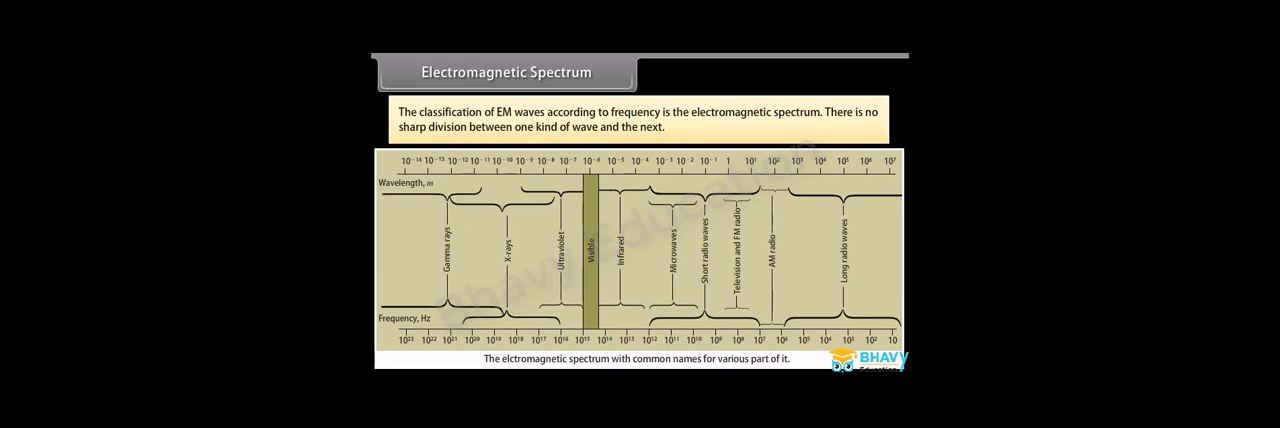 Electromagnetic Spectrum
The classification of EM waves according to frequency is the electromagnetic spectrum. There is no
sharp division between one kind of wave and the next.
10⁻¹⁴ 10⁻¹³ 10⁻¹² 10⁻¹¹ 10⁻¹⁰ 10⁻⁹ 10⁻⁸ 10⁻⁷ 10⁻⁶ 10⁻⁵ 10⁻⁴ 10⁻³ 10⁻² 10⁻¹ 1 10¹ 10² 10³ 10⁴ 10⁵ 10⁶ 10⁷
Wavelength, m
Gamma rays
X-rays
Ultraviolet
Visible
Infrared
Microwaves
Short radio waves
Television and FM radio
AM radio
Long radio waves
Bhavy Education
Frequency, Hz
10²³ 10²² 10²¹ 10²⁰ 10¹⁹ 10¹⁸ 10¹⁷ 10¹⁶ 10¹⁵ 10¹⁴ 10¹³ 10¹² 10¹¹ 10¹⁰ 10⁹ 10⁸ 10⁷ 10⁶ 10⁵ 10⁴ 10³ 10² 10
The elctromagnetic spectrum with common names for various part of it.
BHAVY
Education